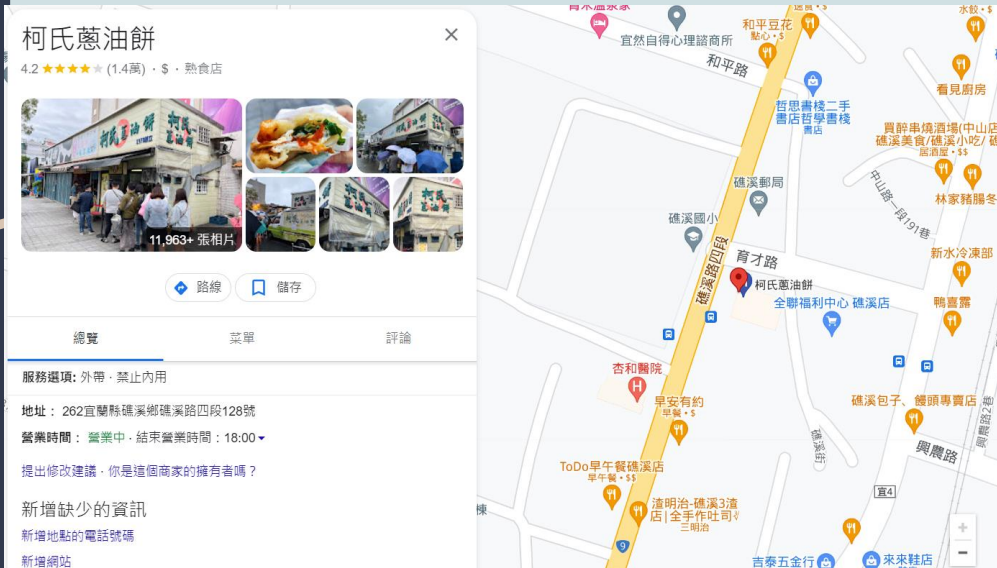 柯氏蔥油餅
4.2 ★★★★★ (1.4萬) · $ · 熟食店
柯氏蔥油餅
11,963+ 張相片
路線
儲存
總覽
菜單
評論
服務選項: 外帶 · 禁止內用
地址： 262宜蘭縣礁溪鄉礁溪路四段128號
營業時間： 營業中 · 結束營業時間：18:00
提出修改建議 · 你是這個商家的擁有者嗎？
新增缺少的資訊
新增地點的電話號碼
新增網站
宜然自得心理諮商所
和平豆花
點心 · $
水餃 · $
和平路
看見廚房
哲思書棧二手
書店哲學書棧
書店
買醉串燒酒場(中山店
礁溪美食/礁溪小吃/ 礁
居酒屋 · $$
礁溪郵局
中山路一段191巷
林家豬腸冬
礁溪國小
育才路
新水冷凍部
礁溪路四段
柯氏蔥油餅
全聯福利中心 礁溪店
鴨喜露
杏和醫院
早安有約
早餐 · $
礁溪包子、饅頭專賣店
興農路2巷
礁溪街
興農路
ToDo早午餐礁溪店
早午餐 · $$
宜4
渣明治-礁溪3渣
店|全手作吐司
三明治
棟
9
吉泰五金行
來來鞋店